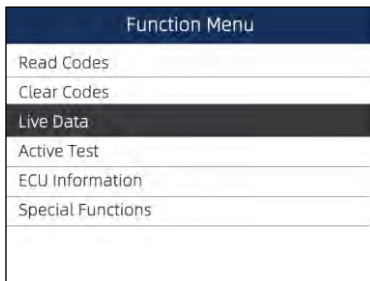 Function Menu
Read Codes
Clear Codes
Live Data
Active Test
ECU Information
Special Functions